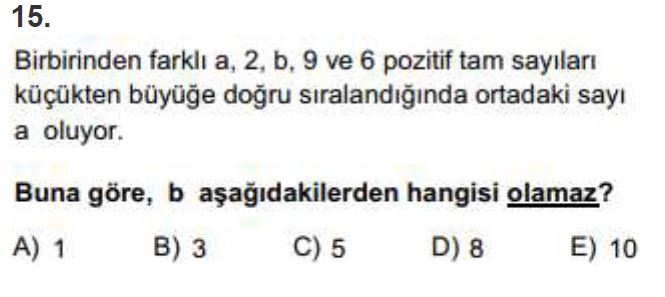 15.
Birbirinden farklı a, 2, b, 9 ve 6 pozitif tam sayıları
küçükten büyüğe doğru sıralandığında ortadaki sayı
a oluyor.
Buna göre, b aşağıdakilerden hangisi olamaz?
A) 1 B) 3 C) 5 D) 8 E) 10